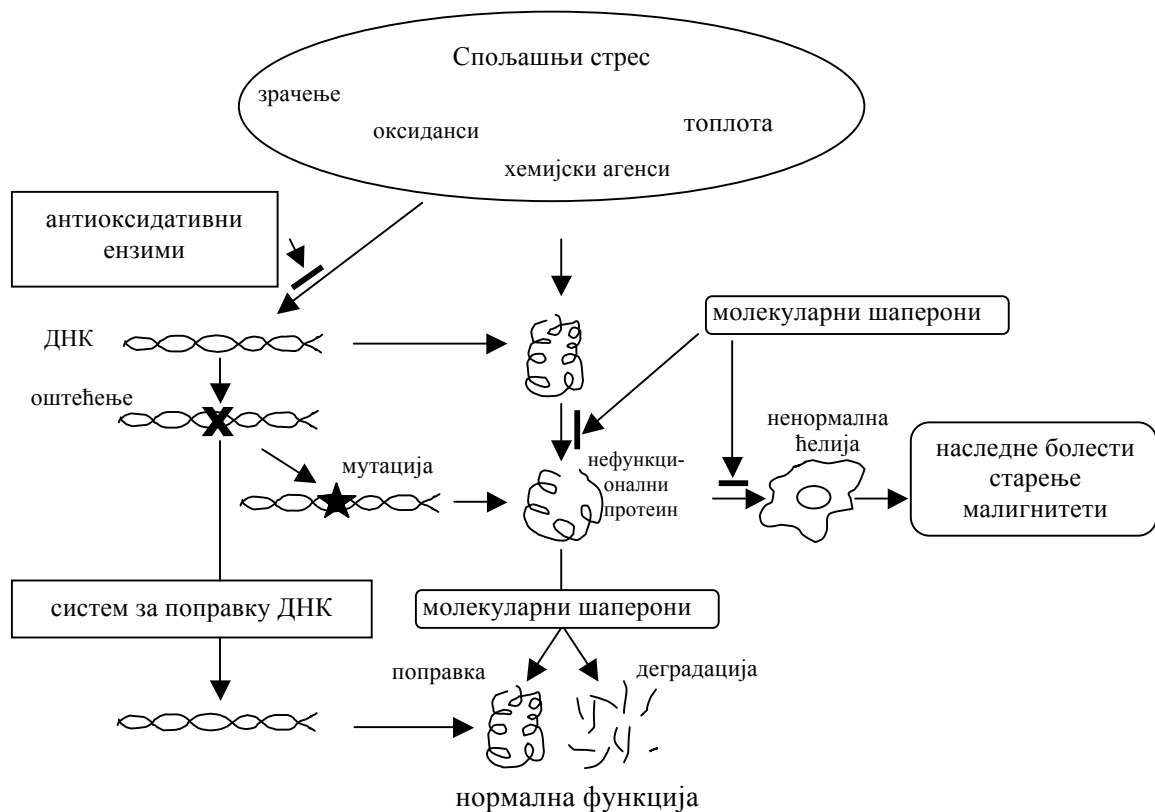 Спољашњи стрес
зрачење
оксиданси
топлота
хемијски агенси
антиоксидативни
ензими
ДНК
молекуларни шаперони
оштећење
мутација
нефункци-
онални
протеин
ненормална
ћелија
наследне болести
старење
малигнитети
систем за поправку ДНК
молекуларни шаперони
поправка
деградација
нормална функција